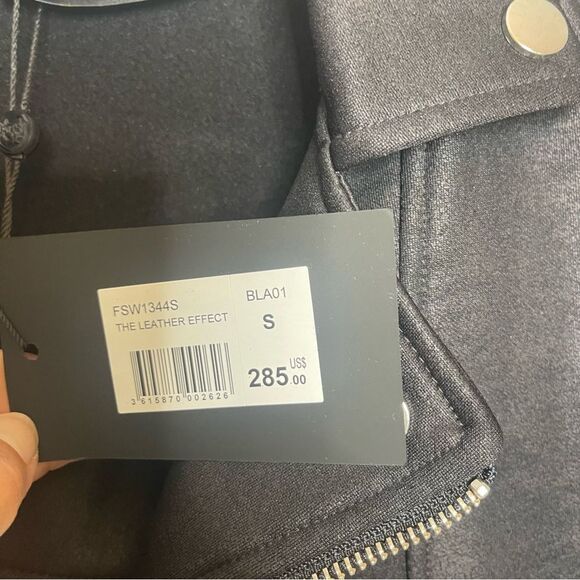 FSW1344S
THE LEATHER EFFECT
BLA01
S
285.00 US$
3 615870 002626